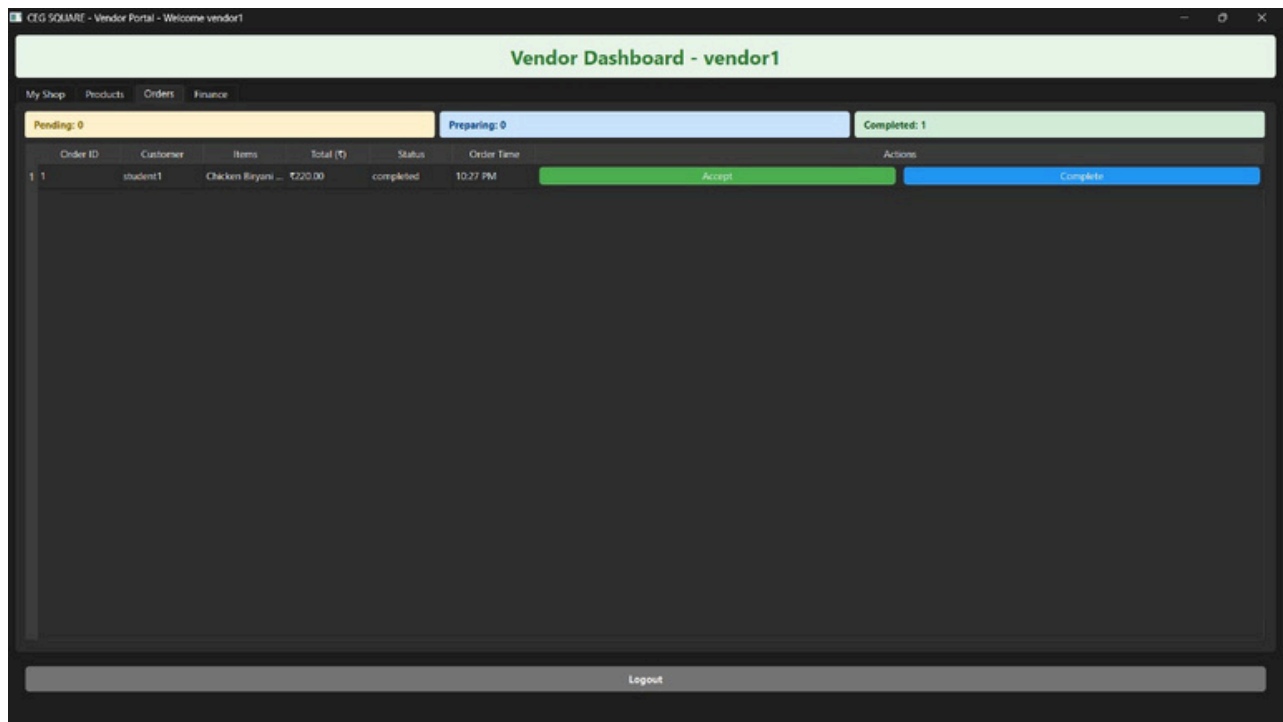 CEG SQUARE - Vendor Portal - Welcome vendor1
Vendor Dashboard - vendor1
My Shop Products Orders Finance
Pending: 0 Preparing: 0 Completed: 1
Order ID Customer Items Total (₹) Status Order Time Actions
1 1 student1 Chicken Biryani ... ₹220.00 completed 10:27 PM Accept Complete
Logout